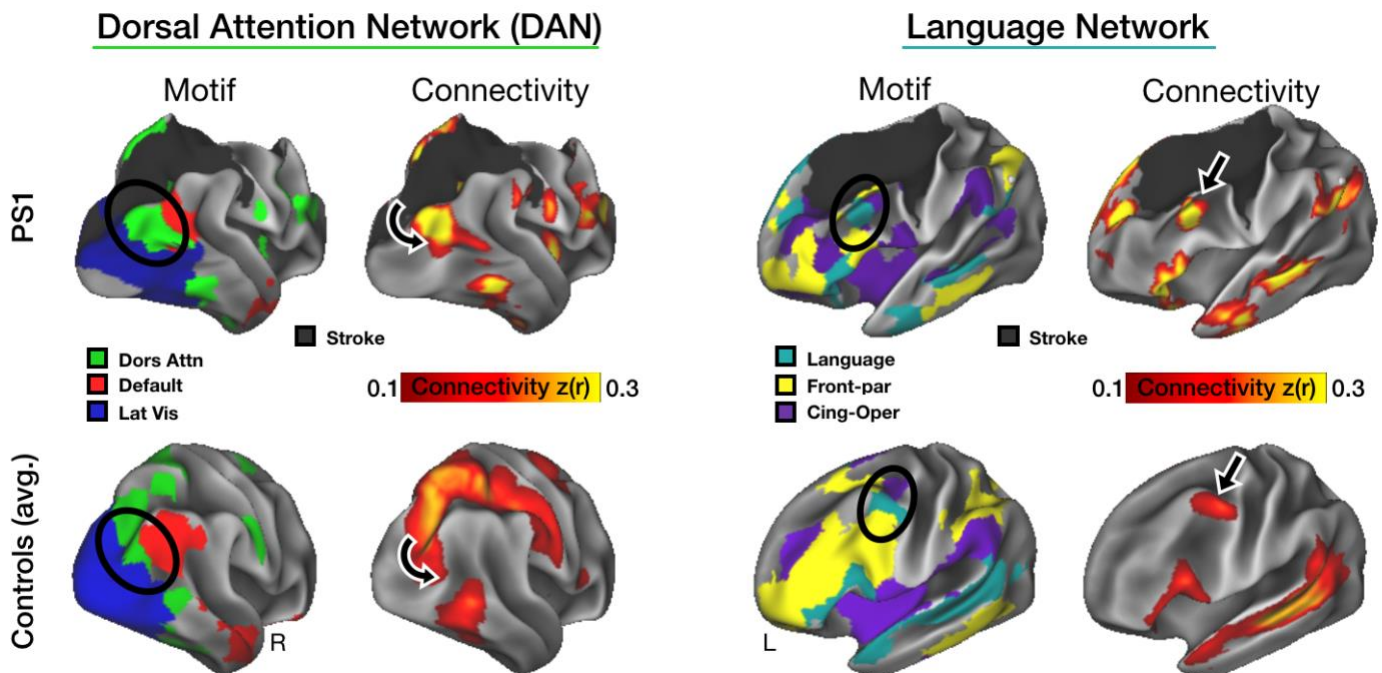 Dorsal Attention Network (DAN)
Language Network
Motif
Connectivity
Motif
Connectivity
PS1
Stroke
Stroke
Dors Attn
Default
Lat Vis
0.1 Connectivity z(r) 0.3
Language
Front-par
Cing-Oper
0.1 Connectivity z(r) 0.3
Controls (avg.)
R
L